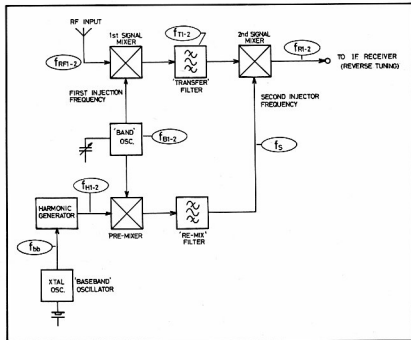 RF INPUT
fRF1-2
1st SIGNAL
MIXER
fT1-2
'TRANSFER'
FILTER
2nd SIGNAL
MIXER
fR1-2
TO IF RECEIVER
(REVERSE TUNING)
FIRST INJECTION
FREQUENCY
SECOND INJECTOR
FREQUENCY
'BAND'
OSC.
fB1-2
fS
HARMONIC
GENERATOR
fH1-2
PRE-MIXER
'RE-MIX'
FILTER
fbb
XTAL
OSC.
'BASEBAND'
OSCILLATOR